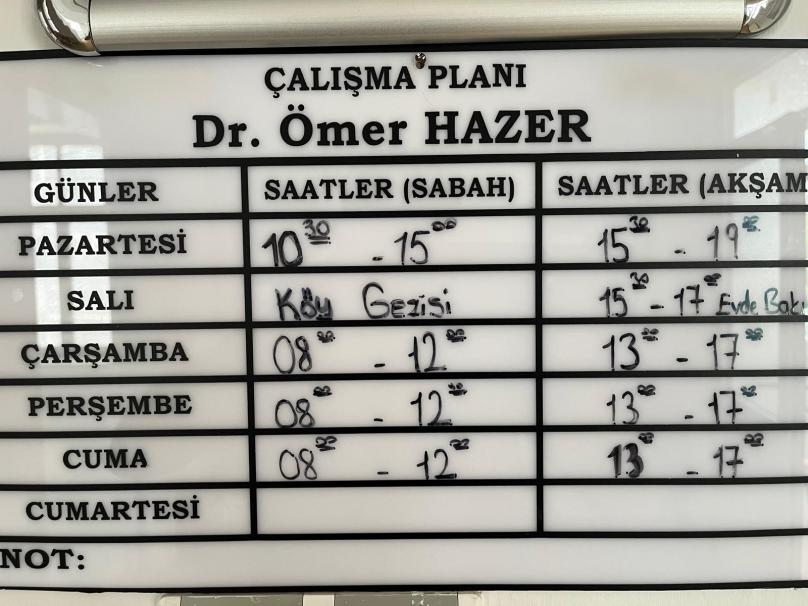 ÇALIŞMA PLANI
Dr. Ömer HAZER
GÜNLER SAATLER (SABAH) SAATLER (AKŞAM
PAZARTESİ 10 30 - 15 00 15 30 - 19 00
SALI Köy Gezisi 15 30 - 17 00 Evde Bakı
ÇARŞAMBA 08 00 - 12 00 13 00 - 17 00
PERŞEMBE 08 00 - 12 00 13 00 - 17 00
CUMA 08 00 - 12 00 13 00 - 17 00
CUMARTESİ
NOT: